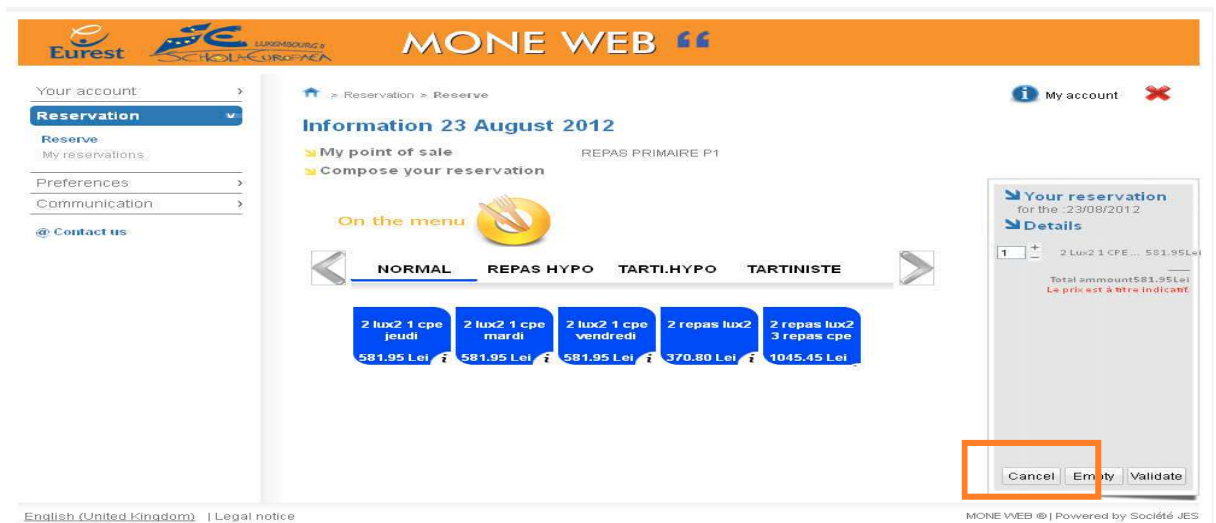 Eurest
LUXEMBOURG I
SCHOLA EUROPAEA
MONE WEB “
Your account >
Reservation v
Reserve
My reservations
Preferences >
Communication >
@ Contact us
> Reservation > Reserve
i My account
Information 23 August 2012
My point of sale REPAS PRIMAIRE P1
Compose your reservation
On the menu
NORMAL REPAS HYPO TARTI.HYPO TARTINISTE
2 lux2 1 cpe jeudi
581.95 Lei i
2 lux2 1 cpe mardi
581.95 Lei i
2 lux2 1 cpe vendredi
581.95 Lei i
2 repas lux2
370.80 Lei i
2 repas lux2 3 repas cpe
1045.45 Lei
Your reservation
for the :23/08/2012
Details
1 + - 2 Lux2 1 CPE... 581.95Lei
Total ammount581.95Lei
Le prix est à titre indicatif.
Cancel Empty Validate
English (United Kingdom) | Legal notice
MONE WEB ® | Powered by Société JES